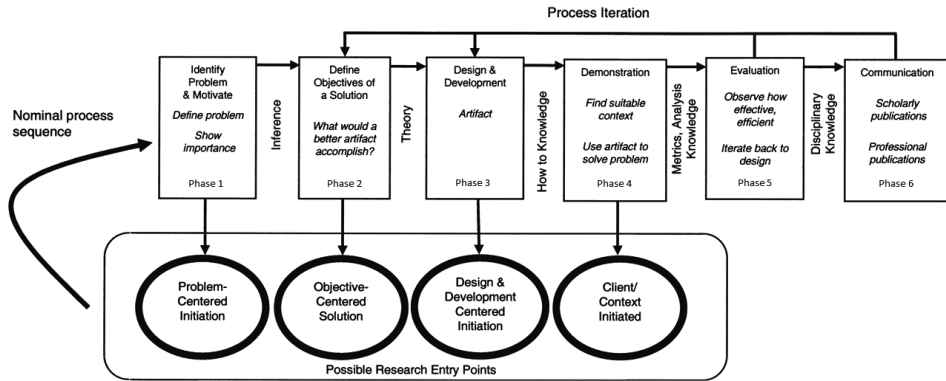 Process Iteration
Nominal process
sequence
Identify
Problem
& Motivate
Define problem
Show
importance
Phase 1
Inference
Define
Objectives of
a Solution
What would a
better artifact
accomplish?
Phase 2
Theory
Design &
Development
Artifact
Phase 3
How to Knowledge
Demonstration
Find suitable
context
Use artifact to
solve problem
Phase 4
Metrics, Analysis
Knowledge
Evaluation
Observe how
effective,
efficient
Iterate back to
design
Phase 5
Disciplinary
Knowledge
Communication
Scholarly
publications
Professional
publications
Phase 6
Problem-
Centered
Initiation
Objective-
Centered
Solution
Design &
Development
Centered
Initiation
Client/
Context
Initiated
Possible Research Entry Points